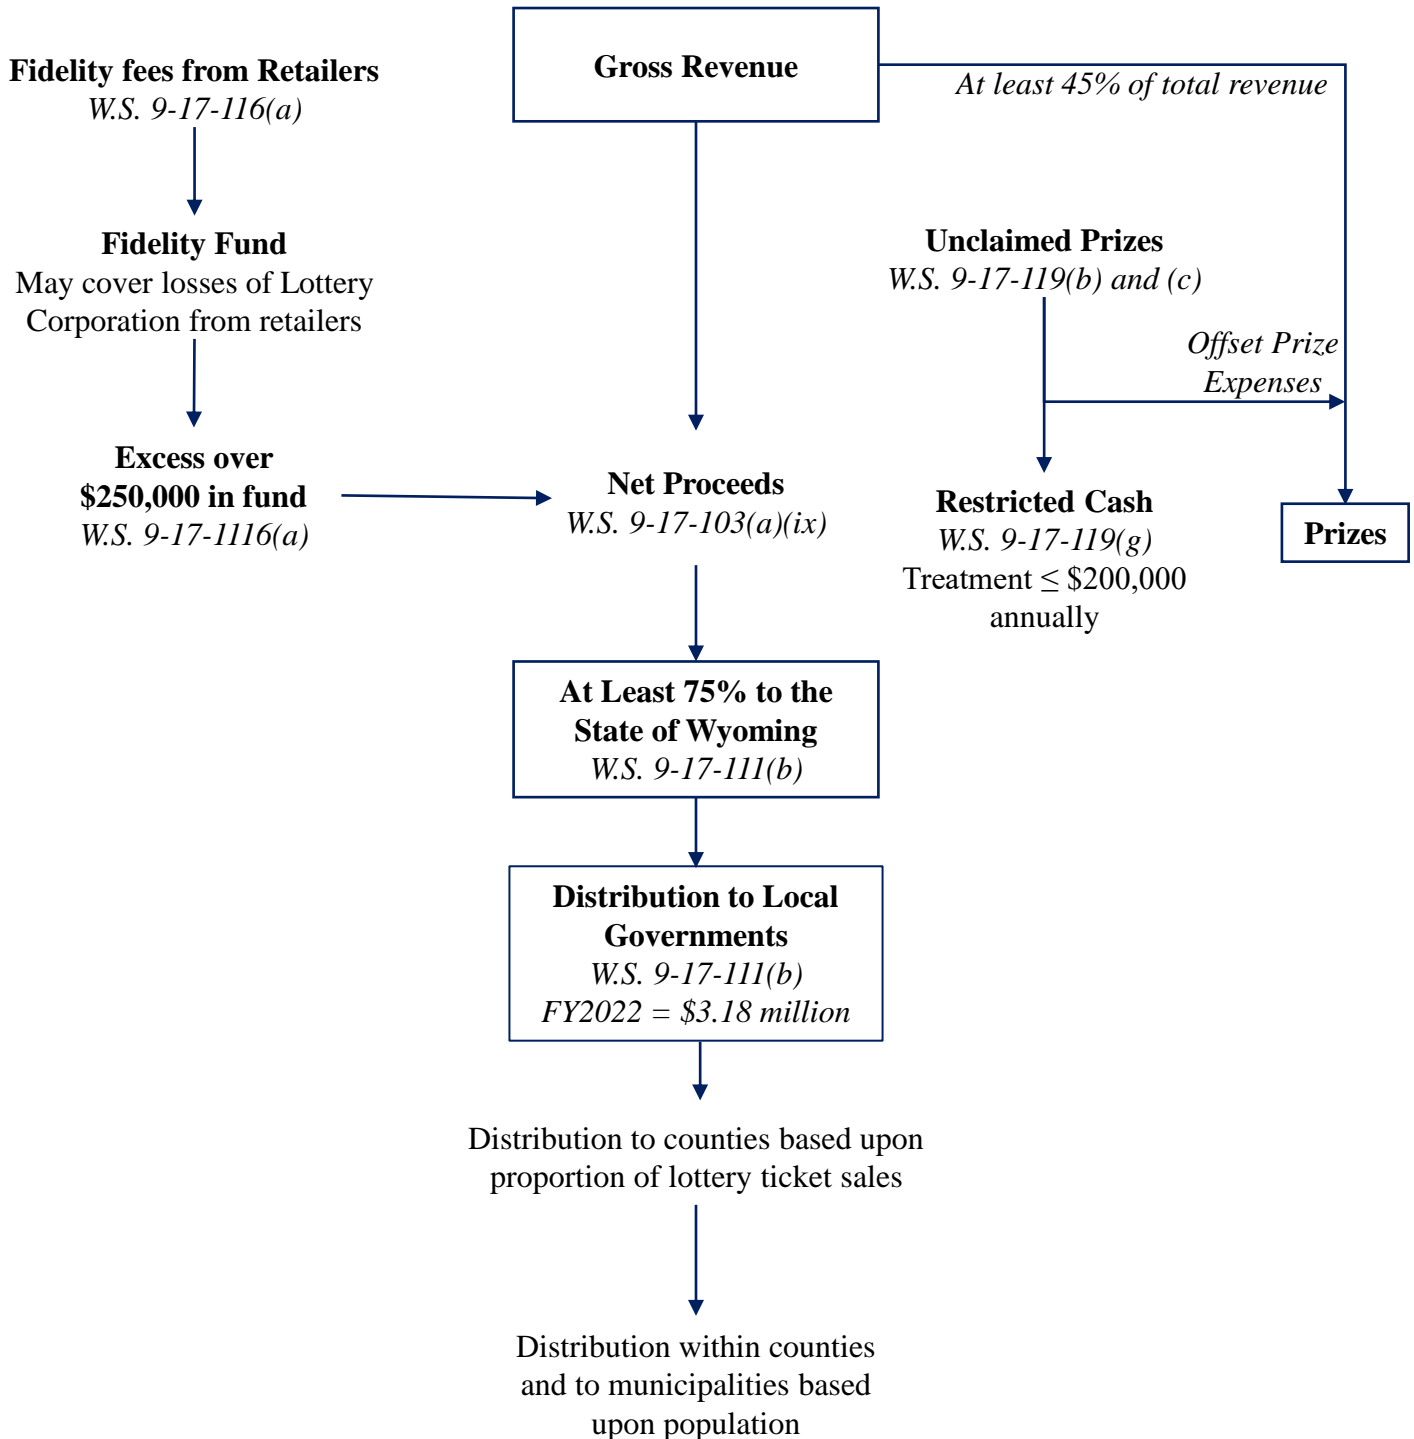 Fidelity fees from Retailers
W.S. 9-17-116(a)
Fidelity Fund
May cover losses of Lottery
Corporation from retailers
Excess over
$250,000 in fund
W.S. 9-17-1116(a)
Gross Revenue
At least 45% of total revenue
Unclaimed Prizes
W.S. 9-17-119(b) and (c)
Offset Prize
Expenses
Restricted Cash
W.S. 9-17-119(g)
Treatment ≤ $200,000
annually
Prizes
Net Proceeds
W.S. 9-17-103(a)(ix)
At Least 75% to the
State of Wyoming
W.S. 9-17-111(b)
Distribution to Local
Governments
W.S. 9-17-111(b)
FY2022 = $3.18 million
Distribution to counties based upon
proportion of lottery ticket sales
Distribution within counties
and to municipalities based
upon population